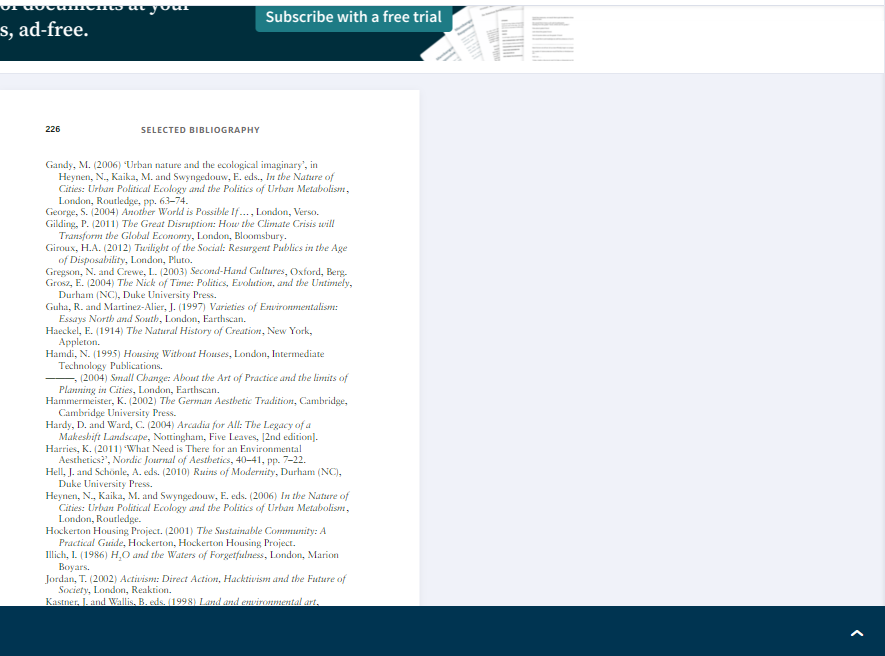 of documents at your
s, ad-free.
Subscribe with a free trial
226
SELECTED BIBLIOGRAPHY
Gandy, M. (2006) ‘Urban nature and the ecological imaginary’, in
Heynen, N., Kaika, M. and Swyngedouw, E. eds., In the Nature of
Cities: Urban Political Ecology and the Politics of Urban Metabolism,
London, Routledge, pp. 63–74.
George, S. (2004) Another World is Possible If…, London, Verso.
Gilding, P. (2011) The Great Disruption: How the Climate Crisis will
Transform the Global Economy, London, Bloomsbury.
Giroux, H.A. (2012) Twilight of the Social: Resurgent Publics in the Age
of Disposability, London, Pluto.
Gregson, N. and Crewe, L. (2003) Second-Hand Cultures, Oxford, Berg.
Grosz, E. (2004) The Nick of Time: Politics, Evolution, and the Untimely,
Durham (NC), Duke University Press.
Guha, R. and Martinez-Alier, J. (1997) Varieties of Environmentalism:
Essays North and South, London, Earthscan.
Haeckel, E. (1914) The Natural History of Creation, New York,
Appleton.
Hamdi, N. (1995) Housing Without Houses, London, Intermediate
Technology Publications.
———, (2004) Small Change: About the Art of Practice and the limits of
Planning in Cities, London, Earthscan.
Hammermeister, K. (2002) The German Aesthetic Tradition, Cambridge,
Cambridge University Press.
Hardy, D. and Ward, C. (2004) Arcadia for All: The Legacy of a
Makeshift Landscape, Nottingham, Five Leaves, [2nd edition].
Harries, K. (2011) ‘What Need is There for an Environmental
Aesthetics?’, Nordic Journal of Aesthetics, 40–41, pp. 7–22.
Hell, J. and Schönle, A. eds. (2010) Ruins of Modernity, Durham (NC),
Duke University Press.
Heynen, N., Kaika, M. and Swyngedouw, E. eds. (2006) In the Nature of
Cities: Urban Political Ecology and the Politics of Urban Metabolism,
London, Routledge.
Hockerton Housing Project. (2001) The Sustainable Community: A
Practical Guide, Hockerton, Hockerton Housing Project.
Illich, I. (1986) H₂O and the Waters of Forgetfulness, London, Marion
Boyars.
Jordan, T. (2002) Activism: Direct Action, Hacktivism and the Future of
Society, London, Reaktion.
Kastner, J. and Wallis, B. eds. (1998) Land and environmental art,